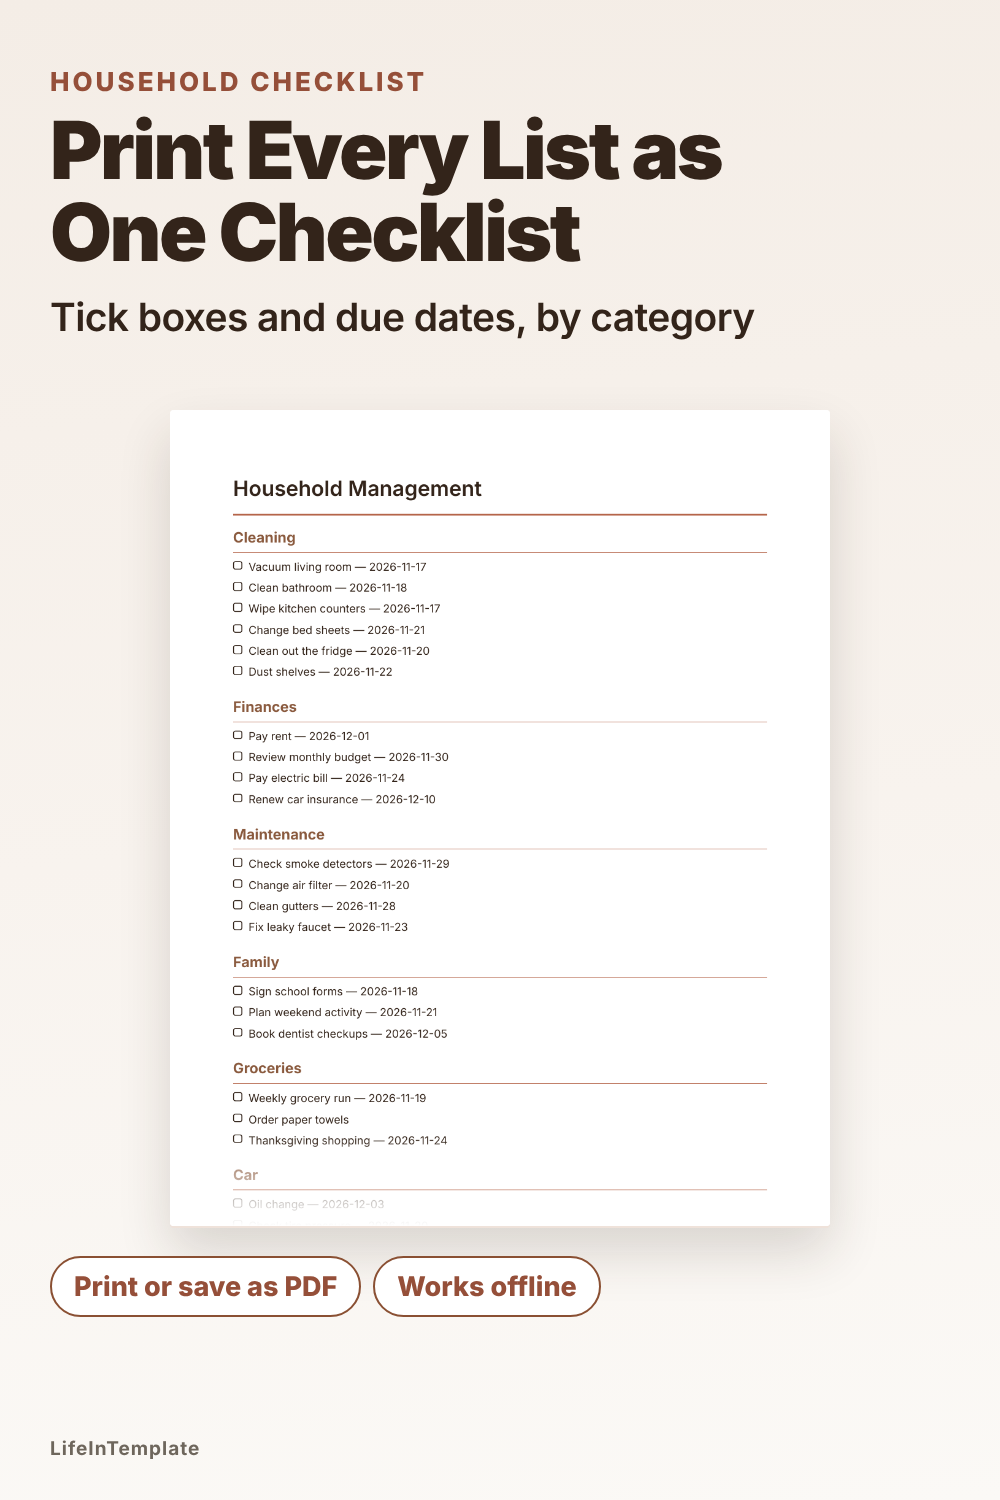 HOUSEHOLD CHECKLIST
Print Every List as
One Checklist
Tick boxes and due dates, by category
Household Management
Cleaning
Vacuum living room — 2026-11-17
Clean bathroom — 2026-11-18
Wipe kitchen counters — 2026-11-17
Change bed sheets — 2026-11-21
Clean out the fridge — 2026-11-20
Dust shelves — 2026-11-22
Finances
Pay rent — 2026-12-01
Review monthly budget — 2026-11-30
Pay electric bill — 2026-11-24
Renew car insurance — 2026-12-10
Maintenance
Check smoke detectors — 2026-11-29
Change air filter — 2026-11-20
Clean gutters — 2026-11-28
Fix leaky faucet — 2026-11-23
Family
Sign school forms — 2026-11-18
Plan weekend activity — 2026-11-21
Book dentist checkups — 2026-12-05
Groceries
Weekly grocery run — 2026-11-19
Order paper towels
Thanksgiving shopping — 2026-11-24
Car
Oil change — 2026-12-03
Print or save as PDF
Works offline
LifeInTemplate